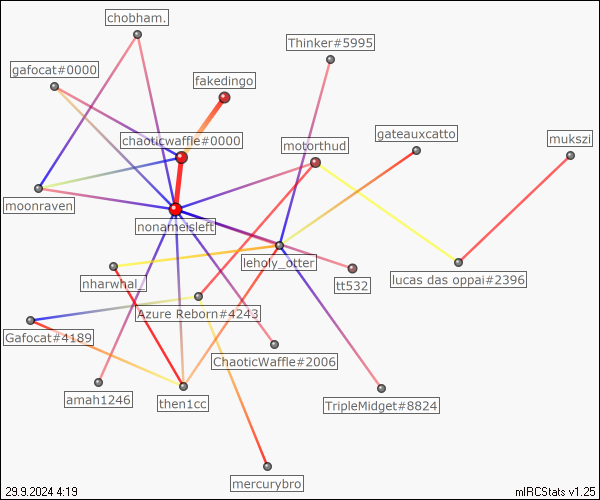 chobham.
Thinker#5995
gafocat#0000
fakedingo
chaoticwaffle#0000
gateauxcatto
motorthud
mukszi
moonraven
nonameisleft
leholy_otter
nharwhal_
tt532
lucas das oppai#2396
Azure Reborn#4243
Gafocat#4189
ChaoticWaffle#2006
amah1246
then1cc
TripleMidget#8824
mercurybro
29.9.2024 4:19
mIRCStats v1.25